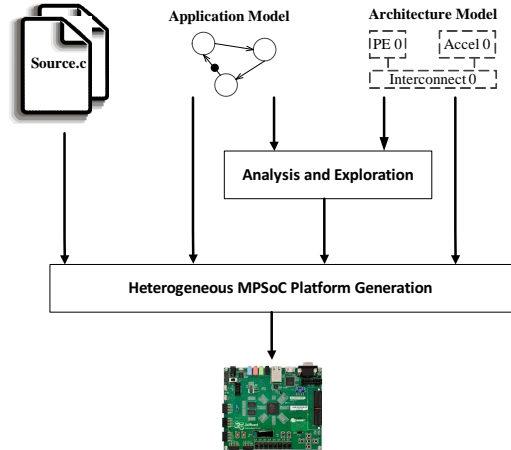 Application Model
Architecture Model
Source.c
PE 0
Accel 0
Interconnect 0
Analysis and Exploration
Heterogeneous MPSoC Platform Generation